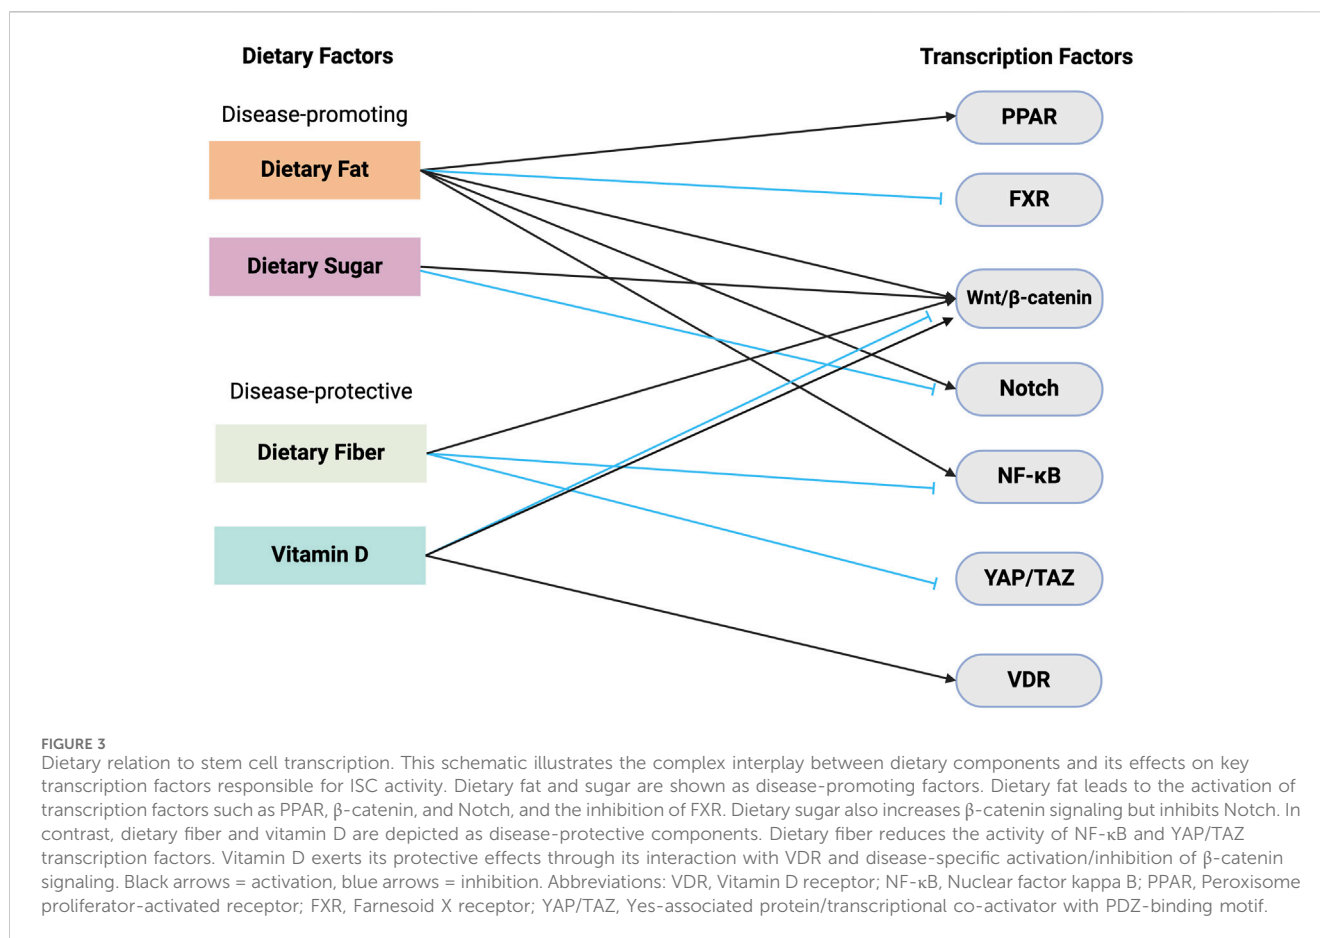 Dietary Factors
Transcription Factors
Disease-promoting
Dietary Fat
Dietary Sugar
Disease-protective
Dietary Fiber
Vitamin D
PPAR
FXR
Wnt/β-catenin
Notch
NF-κB
YAP/TAZ
VDR
FIGURE 3
Dietary relation to stem cell transcription. This schematic illustrates the complex interplay between dietary components and its effects on key
transcription factors responsible for ISC activity. Dietary fat and sugar are shown as disease-promoting factors. Dietary fat leads to the activation of
transcription factors such as PPAR, β-catenin, and Notch, and the inhibition of FXR. Dietary sugar also increases β-catenin signaling but inhibits Notch. In
contrast, dietary fiber and vitamin D are depicted as disease-protective components. Dietary fiber reduces the activity of NF-κB and YAP/TAZ
transcription factors. Vitamin D exerts its protective effects through its interaction with VDR and disease-specific activation/inhibition of β-catenin
signaling. Black arrows = activation, blue arrows = inhibition. Abbreviations: VDR, Vitamin D receptor; NF-κB, Nuclear factor kappa B; PPAR, Peroxisome
proliferator-activated receptor; FXR, Farnesoid X receptor; YAP/TAZ, Yes-associated protein/transcriptional co-activator with PDZ-binding motif.